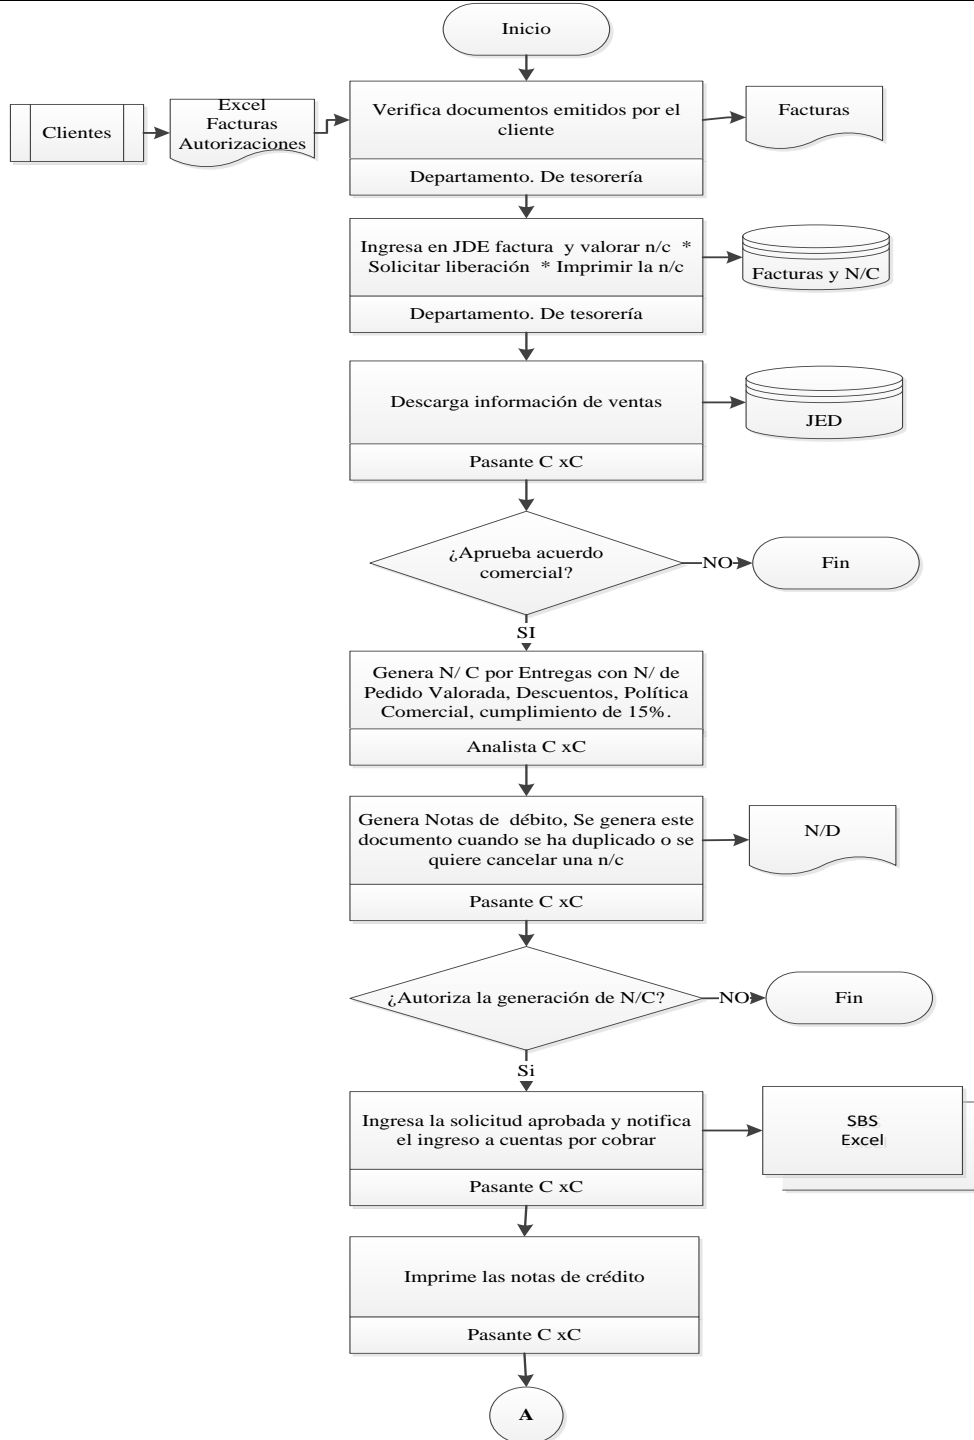 Inicio
Clientes
Excel
Facturas
Autorizaciones
Verifica documentos emitidos por el
cliente
Departamento. De tesorería
Facturas
Ingresa en JDE factura  y valorar n/c  *
Solicitar liberación  * Imprimir la n/c
Departamento. De tesorería
Facturas y N/C
Descarga información de ventas
Pasante C xC
JED
¿Aprueba acuerdo
comercial?
NO
Fin
SI
Genera N/ C por Entregas con N/ de
Pedido Valorada, Descuentos, Política
Comercial, cumplimiento de 15%.
Analista C xC
Genera Notas de  débito, Se genera este
documento cuando se ha duplicado o se
quiere cancelar una n/c
Pasante C xC
N/D
¿Autoriza la generación de N/C?
NO
Fin
Si
Ingresa la solicitud aprobada y notifica
el ingreso a cuentas por cobrar
Pasante C xC
SBS
Excel
Imprime las notas de crédito
Pasante C xC
A